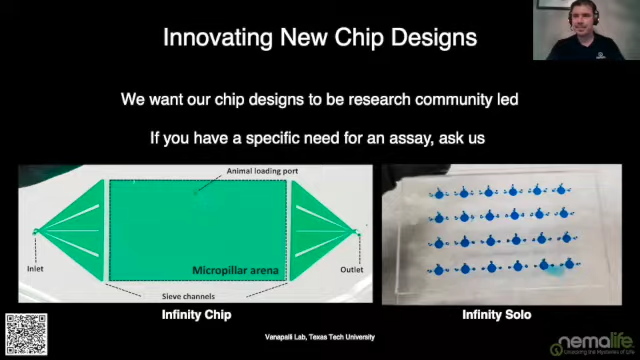 Innovating New Chip Designs
We want our chip designs to be research community led
If you have a specific need for an assay, ask us
Animal loading port
Inlet
Micropillar arena
Outlet
Sieve channels
Infinity Chip
Infinity Solo
Vanapalli Lab, Texas Tech University
nemalife
Unlocking the Mysteries of Life